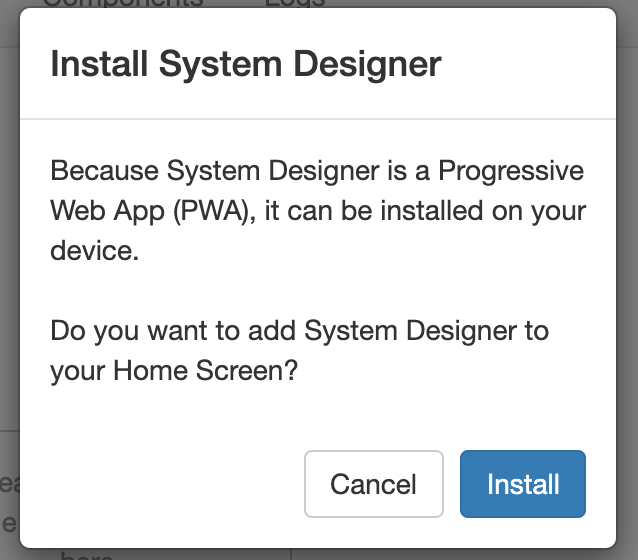 Components Logs
Install System Designer
Because System Designer is a Progressive
Web App (PWA), it can be installed on your
device.
Do you want to add System Designer to
your Home Screen?
Cancel Install